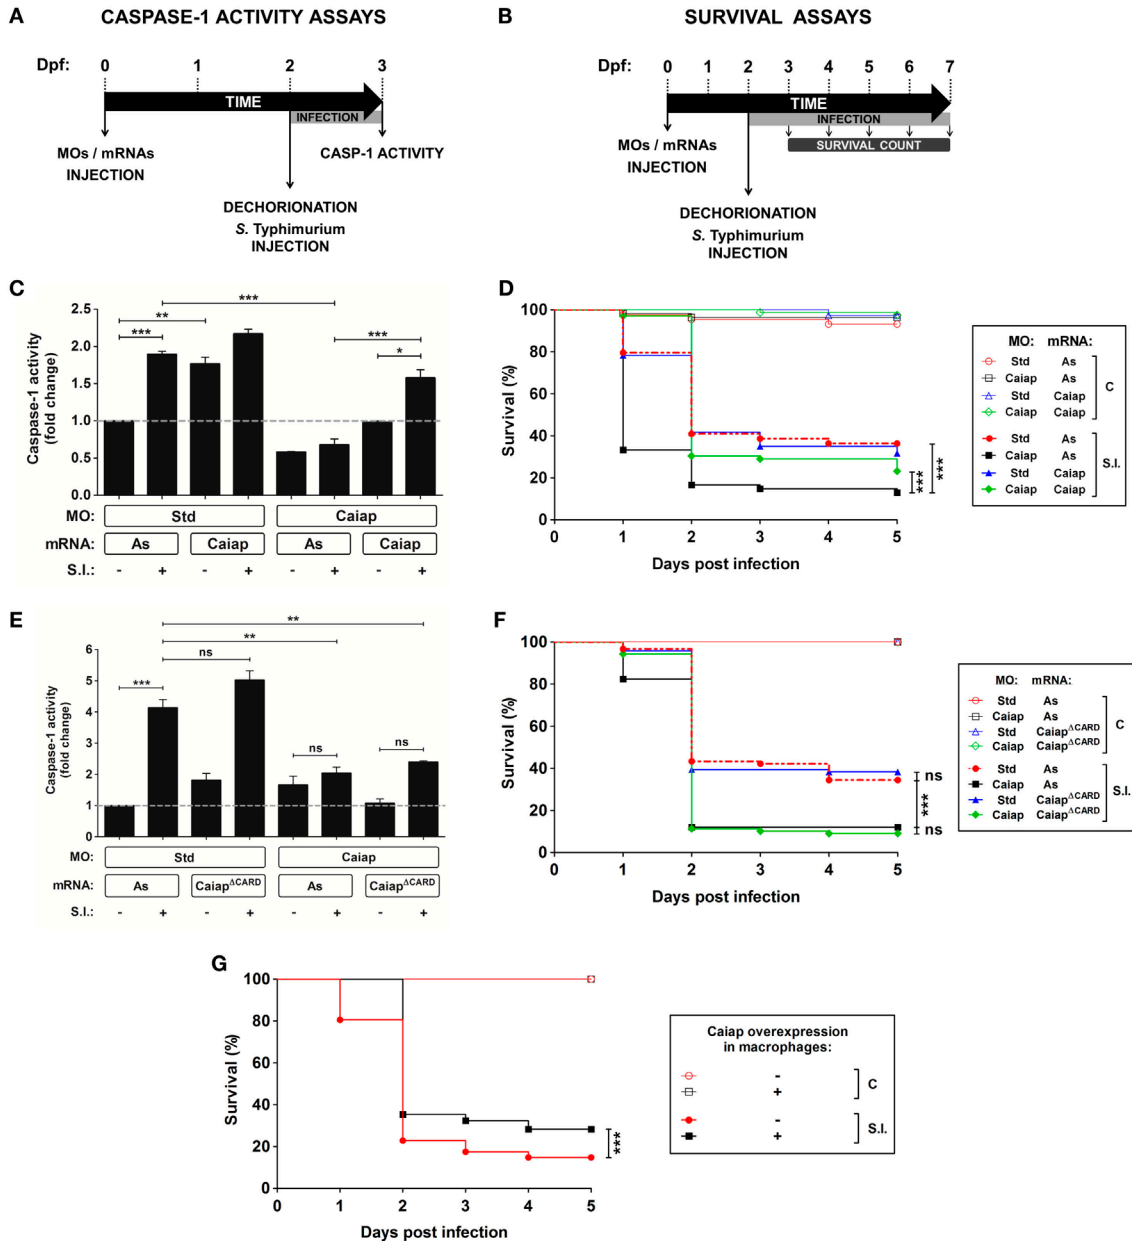 A
CASPASE-1 ACTIVITY ASSAYS
Dpf: 0 1 2 3
TIME
INFECTION
MOs / mRNAs
INJECTION
CASP-1 ACTIVITY
DECHORIONATION
S. Typhimurium
INJECTION
B
SURVIVAL ASSAYS
Dpf: 0 1 2 3 4 5 6 7
TIME
INFECTION
SURVIVAL COUNT
MOs / mRNAs
INJECTION
DECHORIONATION
S. Typhimurium
INJECTION
C
Caspase-1 activity
(fold change)
2.5
2.0
1.5
1.0
0.5
0.0
***
**
***
***
*
MO: Std Caiap
mRNA: As Caiap As Caiap
S.I.: - + - + - + - +
D
Survival (%)
100
80
60
40
20
0
0 1 2 3 4 5
Days post infection
***
***
MO: mRNA:
Std As
Caiap As
Std Caiap
Caiap Caiap
C
Std As
Caiap As
Std Caiap
Caiap Caiap
S.I.
E
Caspase-1 activity
(fold change)
6
5
4
3
2
1
0
**
**
ns
***
ns
ns
MO: Std Caiap
mRNA: As CaiapΔCARD As CaiapΔCARD
S.I.: - + - + - + - +
F
Survival (%)
100
80
60
40
20
0
0 1 2 3 4 5
Days post infection
ns
***
ns
MO: mRNA:
Std As
Caiap As
Std CaiapΔCARD
Caiap CaiapΔCARD
C
Std As
Caiap As
Std CaiapΔCARD
Caiap CaiapΔCARD
S.I.
G
Survival (%)
100
80
60
40
20
0
0 1 2 3 4 5
Days post infection
***
Caiap overexpression
in macrophages:
-
+
C
-
+
S.I.